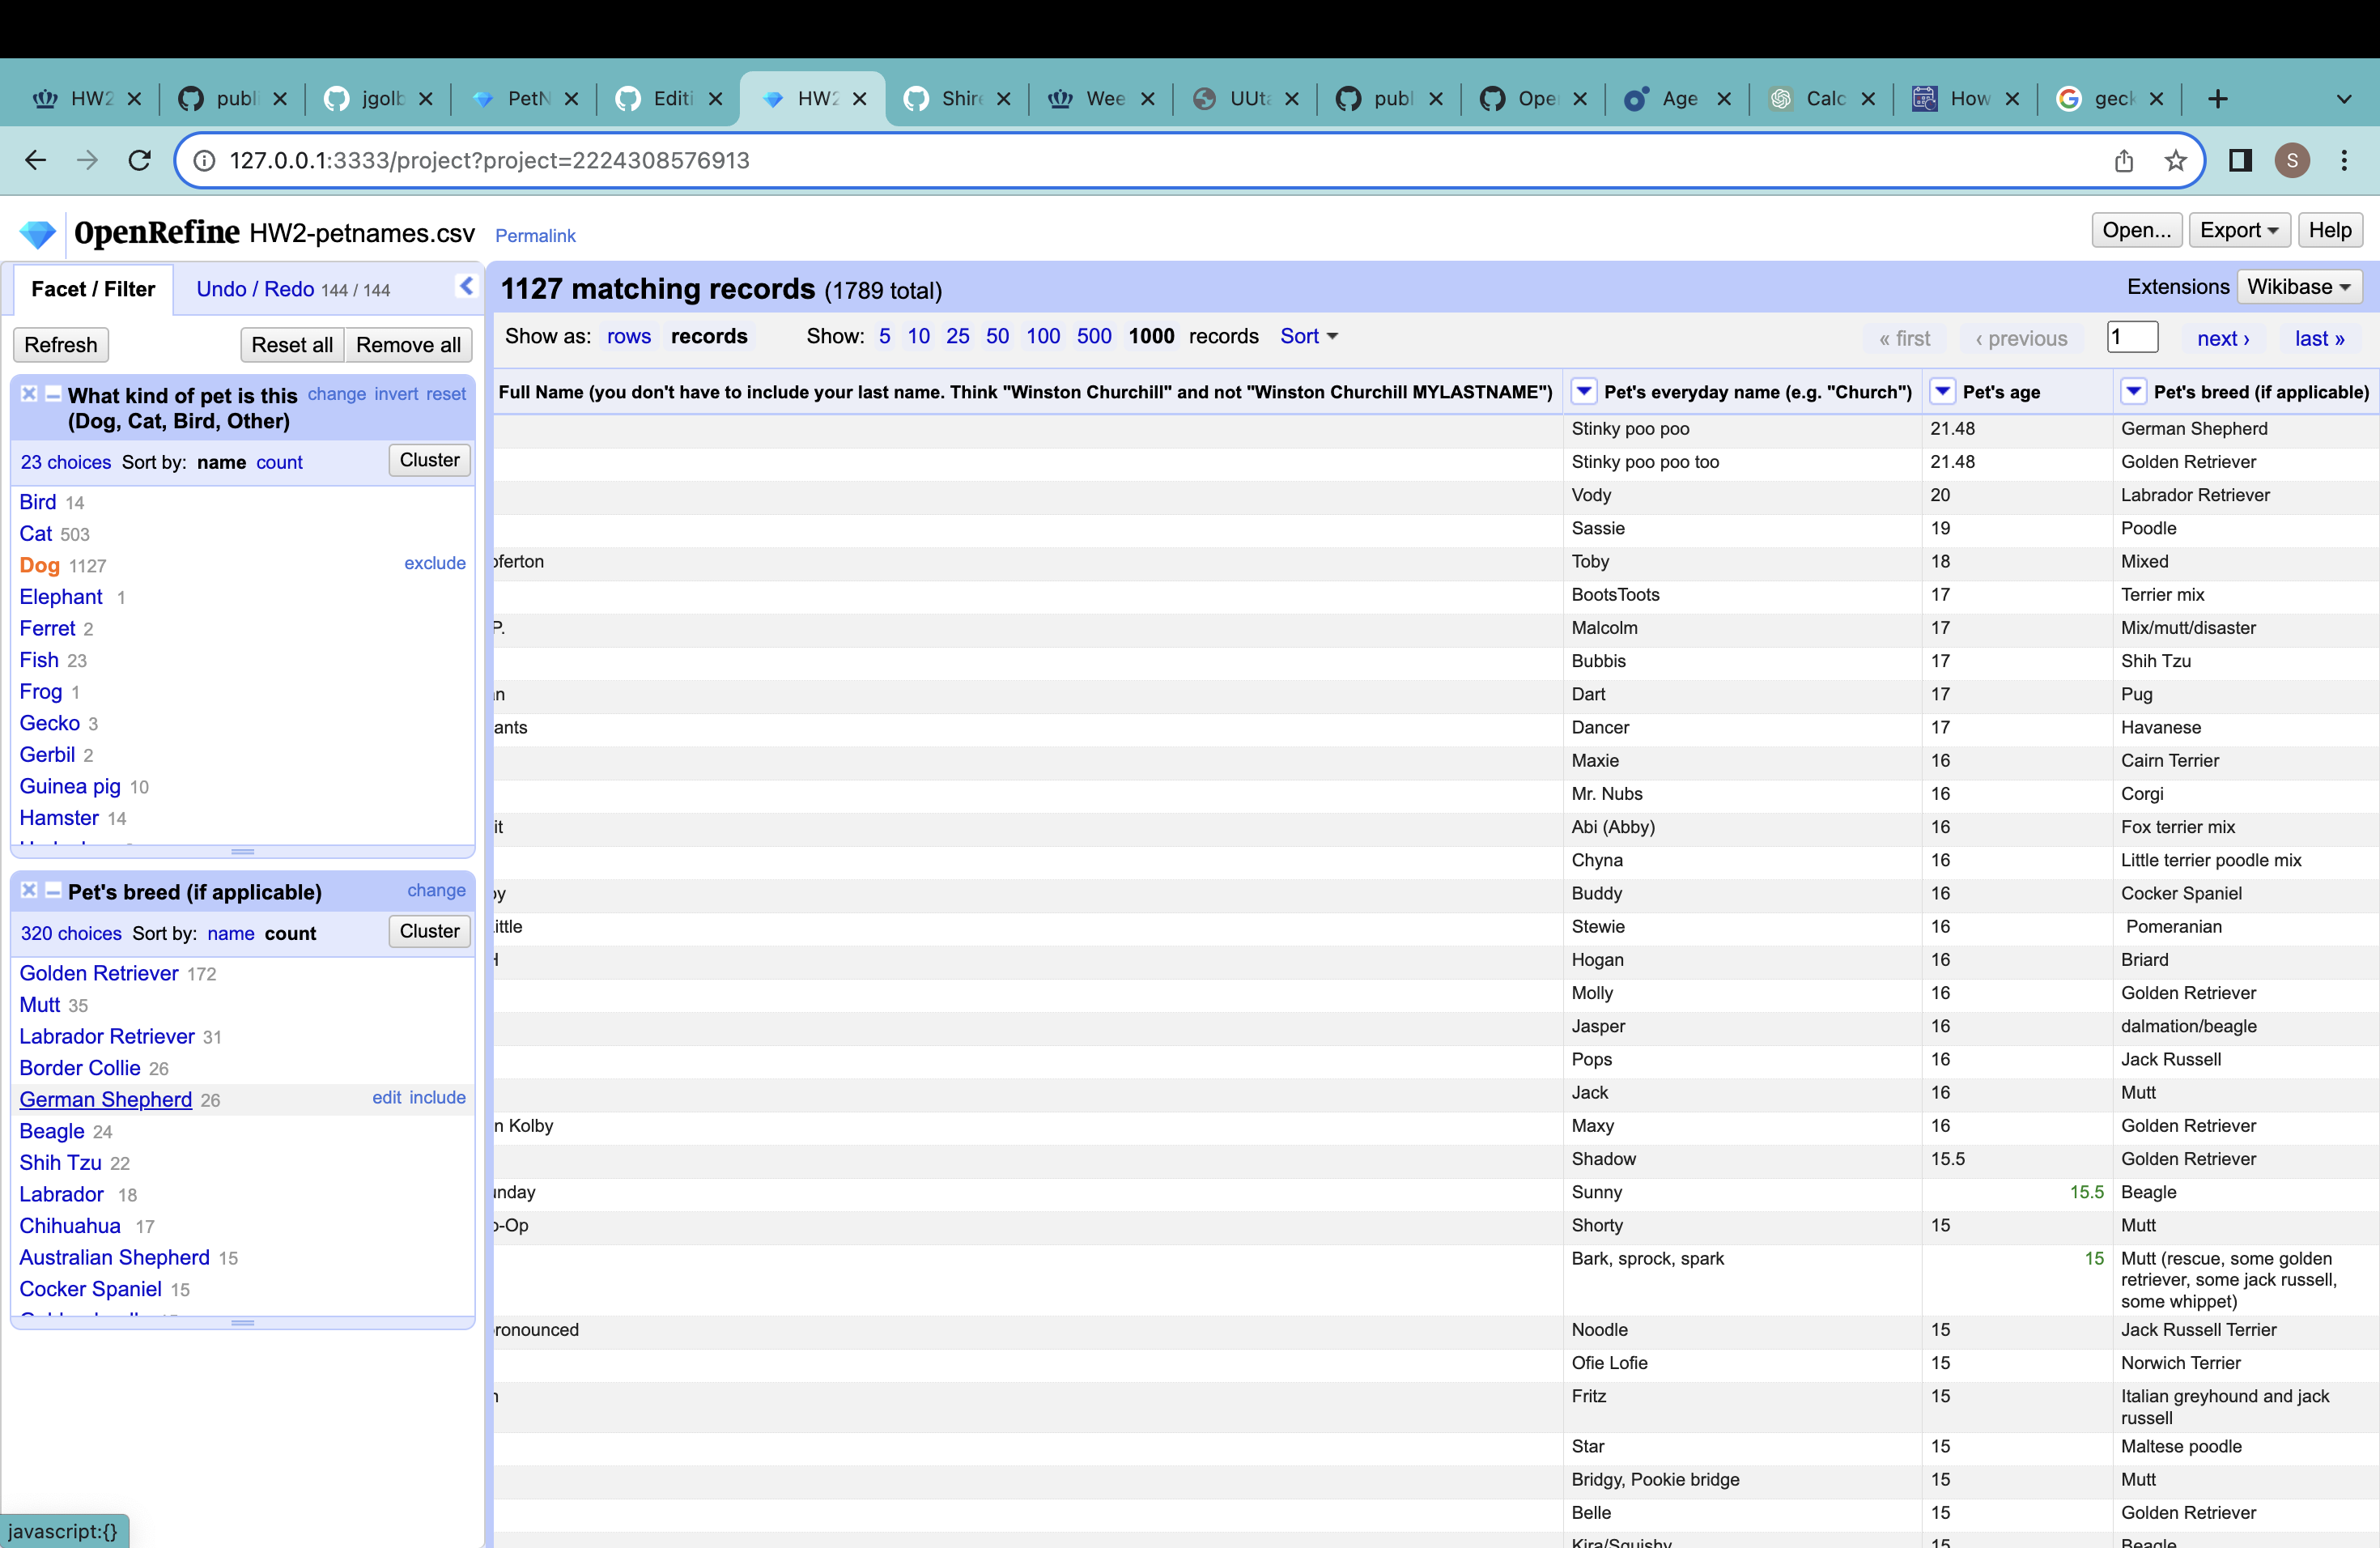 HW2 publ jgolb PetN Editi HW2 Shire Wee UUta publ Ope Age Calc How geck
127.0.0.1:3333/project?project=2224308576913 S
OpenRefine HW2-petnames.csv Permalink Open... Export Help
Facet / Filter Undo / Redo 144 / 144
1127 matching records (1789 total) Extensions Wikibase
Refresh Reset all Remove all
Show as: rows records Show: 5 10 25 50 100 500 1000 records Sort « first ‹ previous 1 next › last »
What kind of pet is this (Dog, Cat, Bird, Other) change invert reset
23 choices Sort by: name count Cluster
Bird 14
Cat 503
Dog 1127 exclude
Elephant 1
Ferret 2
Fish 23
Frog 1
Gecko 3
Gerbil 2
Guinea pig 10
Hamster 14
Pet's breed (if applicable) change
320 choices Sort by: name count Cluster
Golden Retriever 172
Mutt 35
Labrador Retriever 31
Border Collie 26
German Shepherd 26 edit include
Beagle 24
Shih Tzu 22
Labrador 18
Chihuahua 17
Australian Shepherd 15
Cocker Spaniel 15
Full Name (you don't have to include your last name. Think "Winston Churchill" and not "Winston Churchill MYLASTNAME") Pet's everyday name (e.g. "Church") Pet's age Pet's breed (if applicable)
Stinky poo poo 21.48 German Shepherd
Stinky poo poo too 21.48 Golden Retriever
Vody 20 Labrador Retriever
Sassie 19 Poodle
oferton Toby 18 Mixed
BootsToots 17 Terrier mix
P. Malcolm 17 Mix/mutt/disaster
Bubbis 17 Shih Tzu
n Dart 17 Pug
ants Dancer 17 Havanese
Maxie 16 Cairn Terrier
Mr. Nubs 16 Corgi
it Abi (Abby) 16 Fox terrier mix
Chyna 16 Little terrier poodle mix
y Buddy 16 Cocker Spaniel
ittle Stewie 16 Pomeranian
Hogan 16 Briard
Molly 16 Golden Retriever
Jasper 16 dalmation/beagle
Pops 16 Jack Russell
Jack 16 Mutt
n Kolby Maxy 16 Golden Retriever
Shadow 15.5 Golden Retriever
unday Sunny 15.5 Beagle
o-Op Shorty 15 Mutt
Bark, sprock, spark 15 Mutt (rescue, some golden
retriever, some jack russell,
some whippet)
ronounced Noodle 15 Jack Russell Terrier
Ofie Lofie 15 Norwich Terrier
Fritz 15 Italian greyhound and jack
russell
Star 15 Maltese poodle
Bridgy, Pookie bridge 15 Mutt
Belle 15 Golden Retriever
Kira/Squishy 15 Beagle
javascript:{}